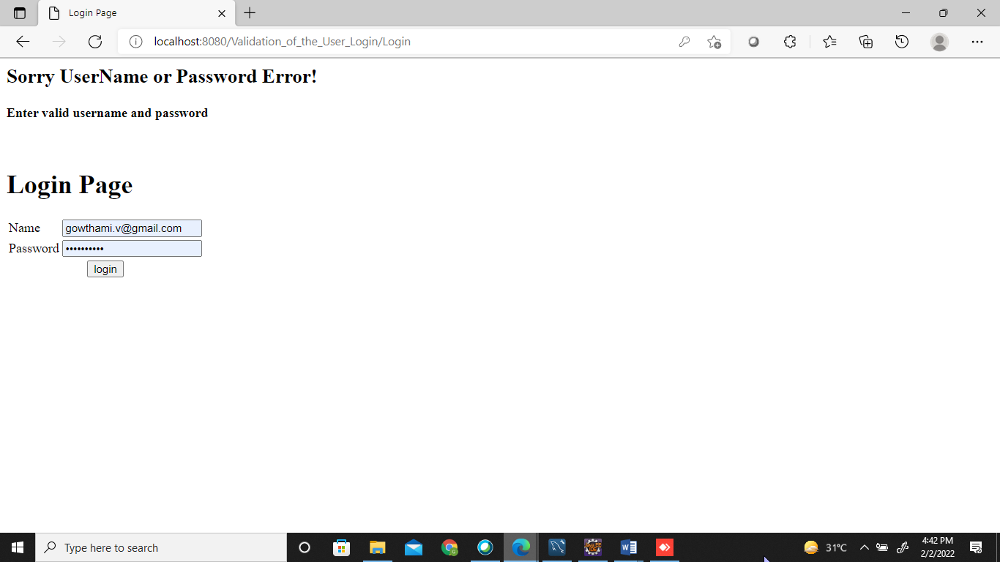 Login Page
localhost:8080/Validation_of_the_User_Login/Login
Sorry UserName or Password Error!
Enter valid username and password
Login Page
Name gowthami.v@gmail.com
Password ••••••••••
login
Type here to search
31°C
4:42 PM
2/2/2022